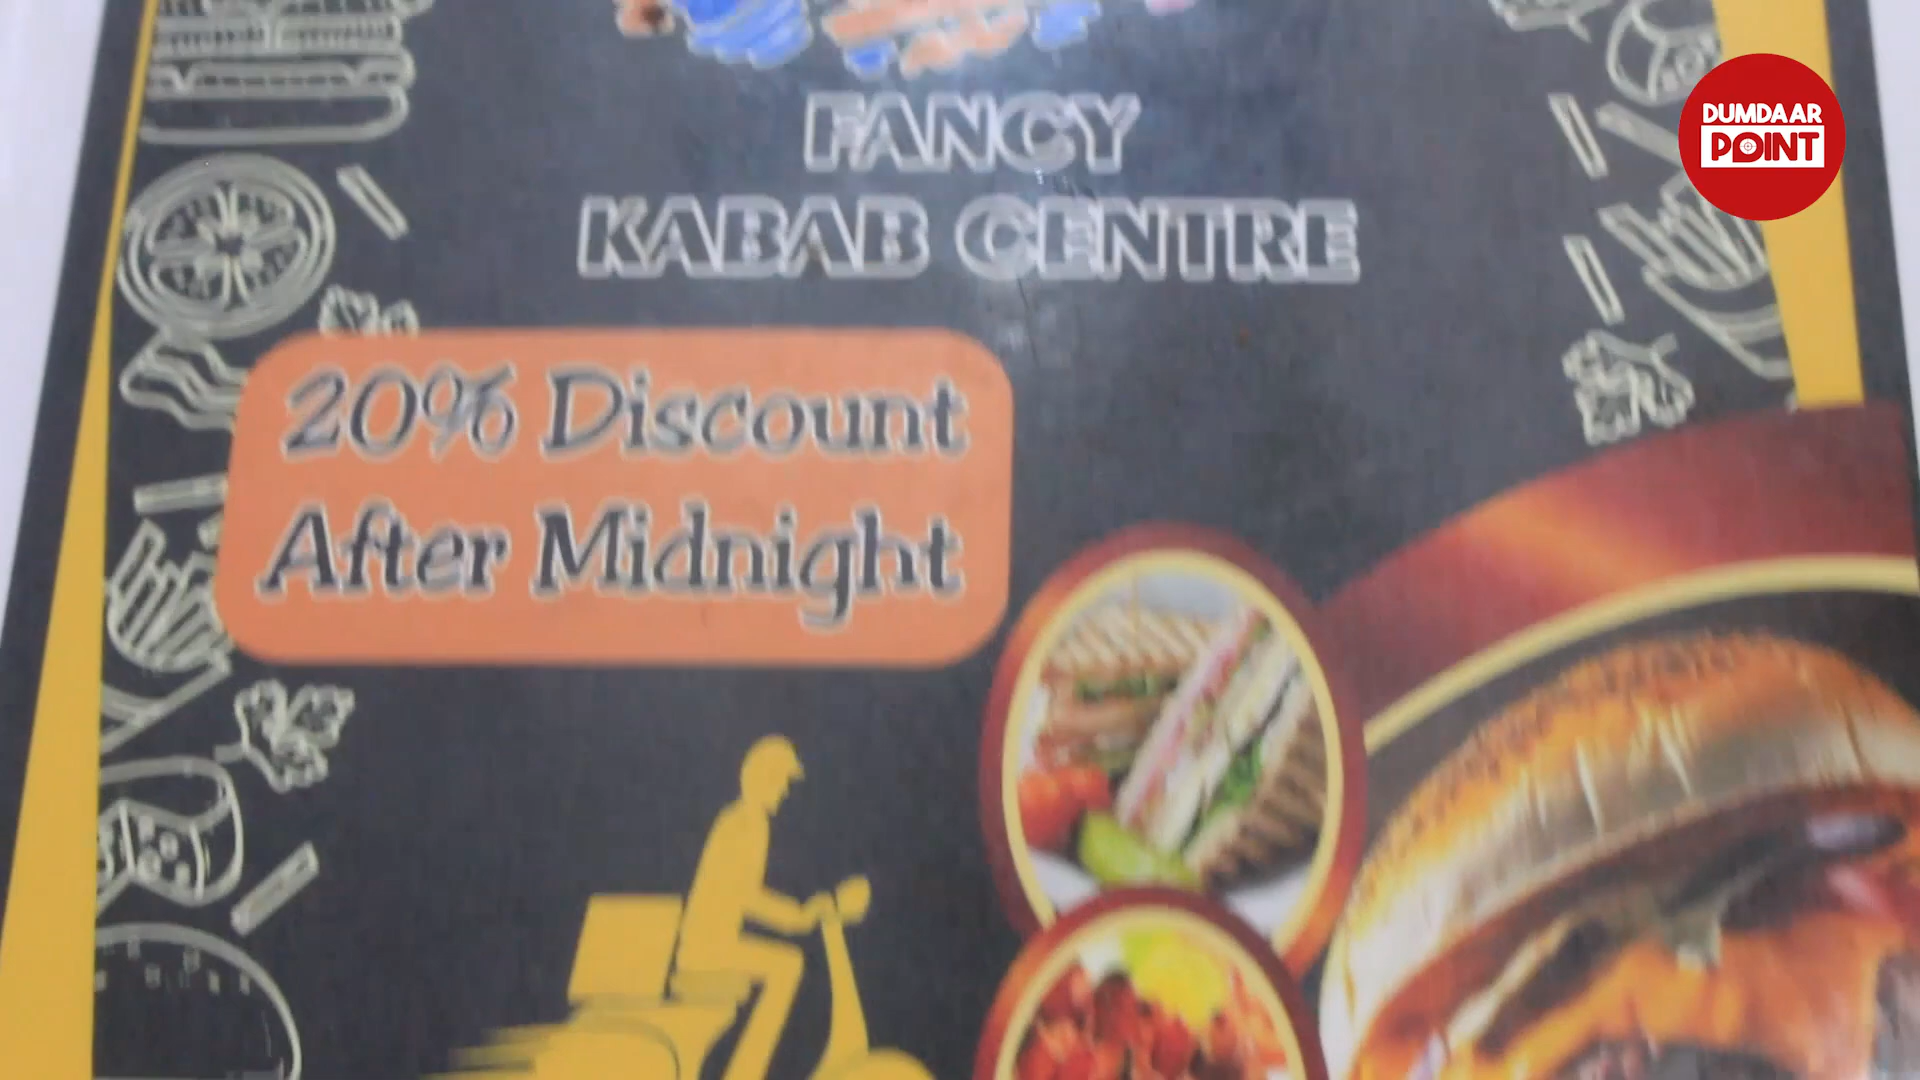 FANCY
KABAB CENTRE
20% Discount
After Midnight
DUMDAAR
POINT